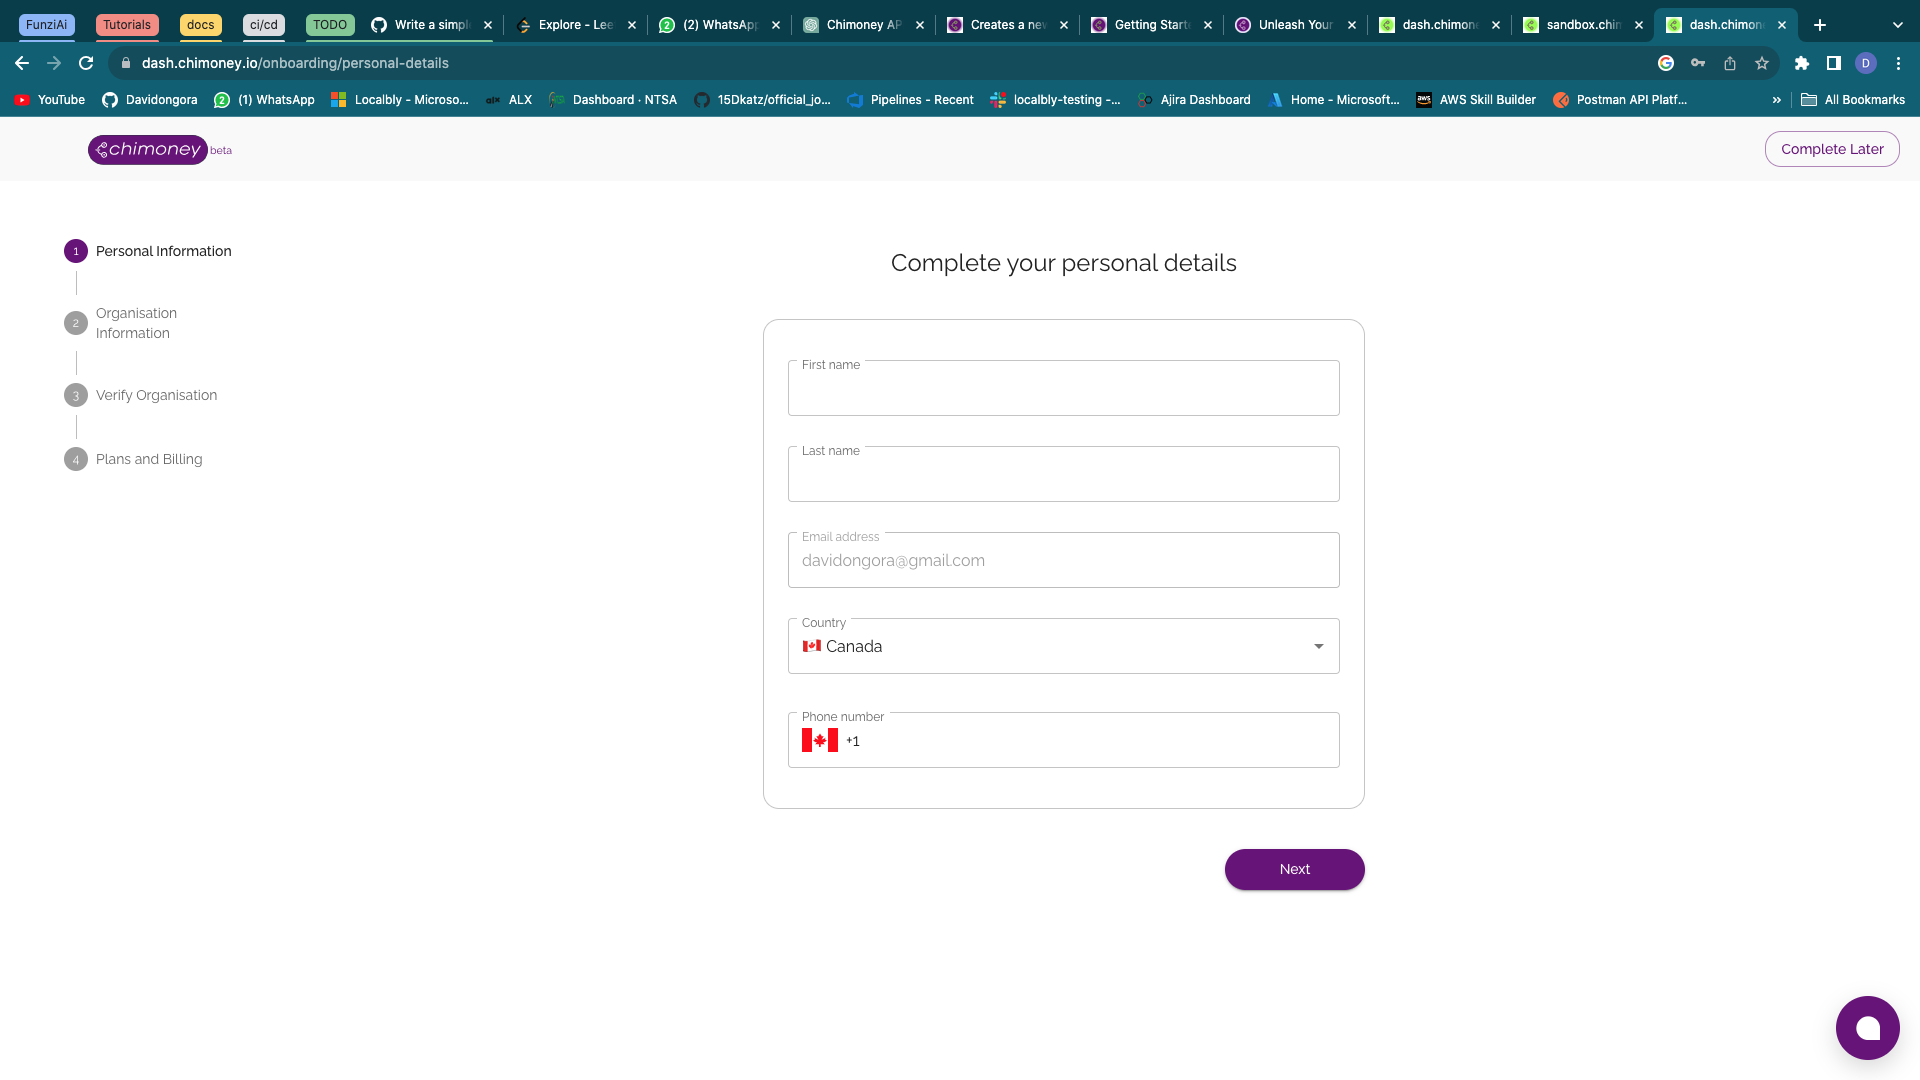 FunziAi
Tutorials
docs
ci/cd
TODO
Write a simpl
Explore - Lee
(2) WhatsApp
Chimoney AP
Creates a new
Getting Starte
Unleash Your
dash.chimone
sandbox.chim
dash.chimone
dash.chimoney.io/onboarding/personal-details
D
YouTube
Davidongora
(1) WhatsApp
Localbly - Microso...
ALX
Dashboard · NTSA
15Dkatz/official_jo...
Pipelines - Recent
localbly-testing -...
Ajira Dashboard
Home - Microsoft...
AWS Skill Builder
Postman API Platf...
»
All Bookmarks
chimoney beta
Complete Later
1 Personal Information
2 Organisation
Information
3 Verify Organisation
4 Plans and Billing
Complete your personal details
First name
Last name
Email address
davidongora@gmail.com
Country
Canada
Phone number
+1
Next